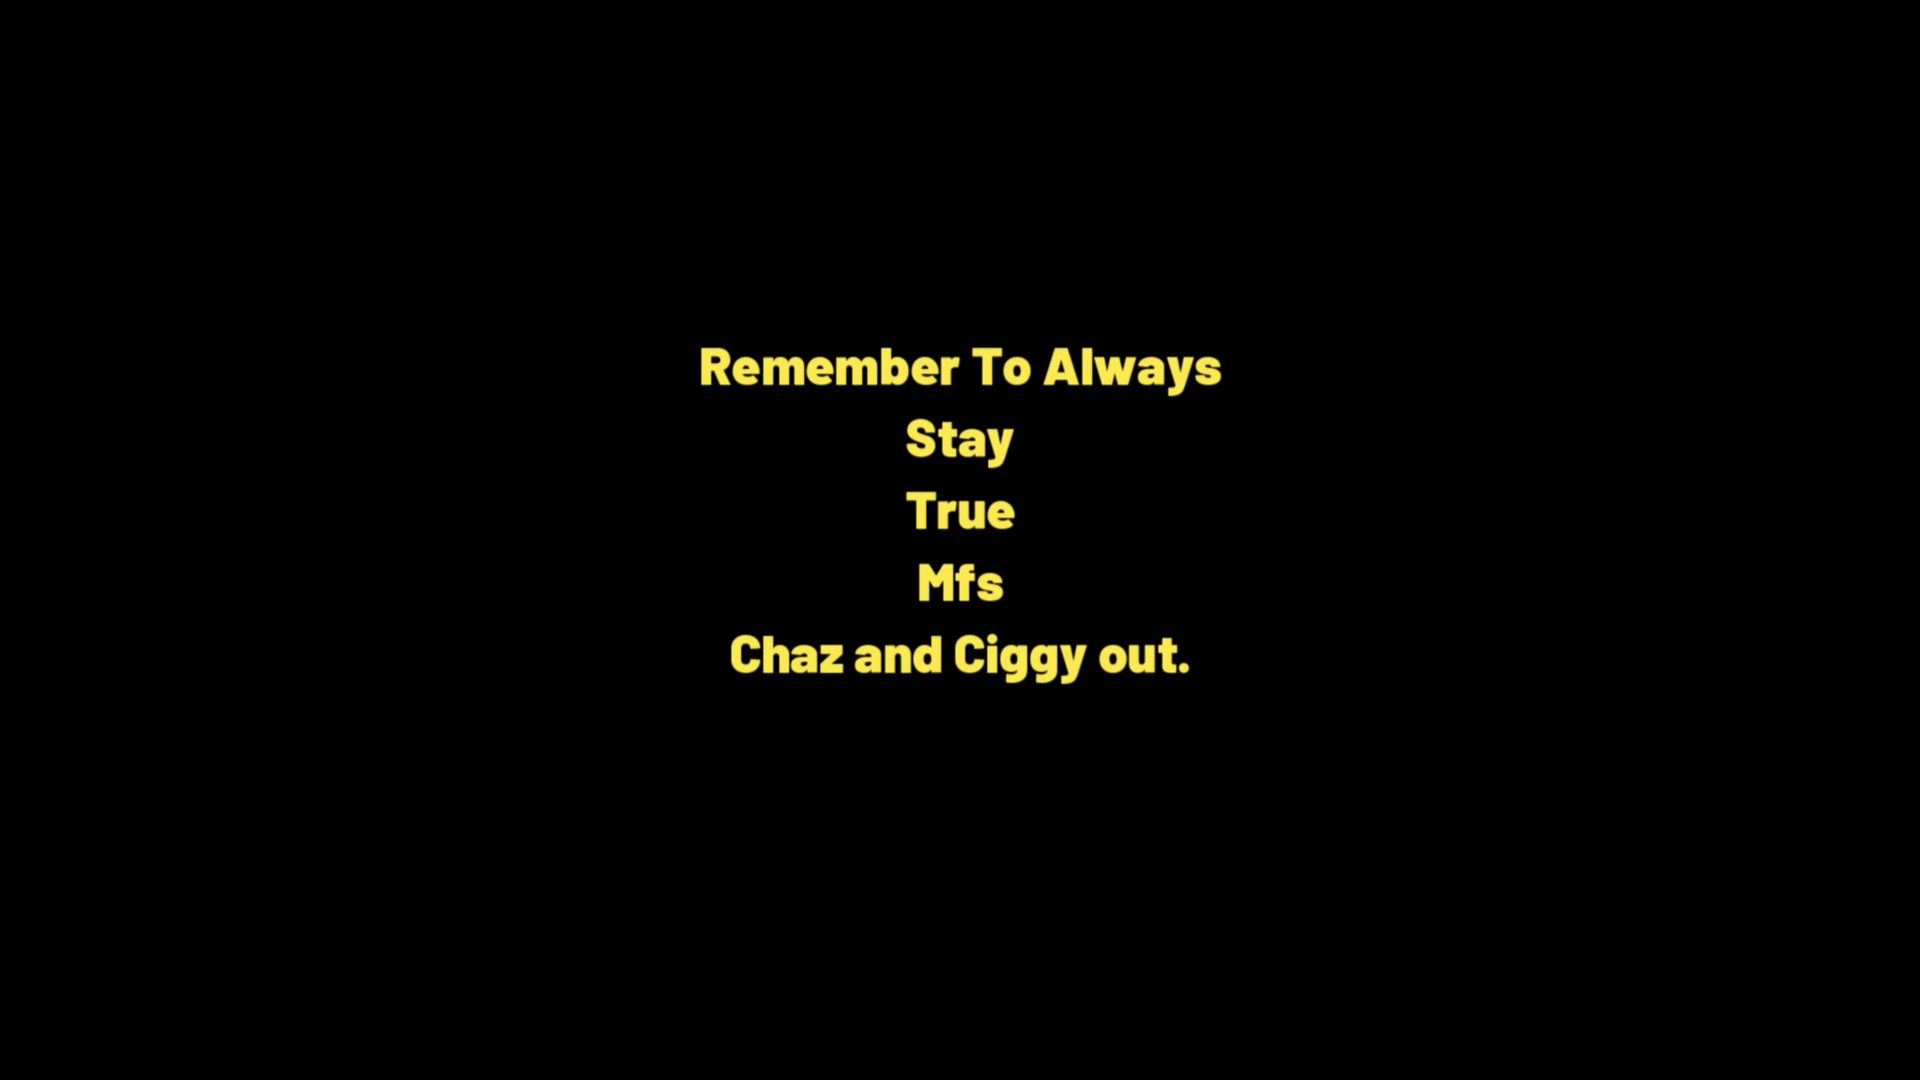 Remember To Always
Stay
True
Mfs
Chaz and Ciggy out.